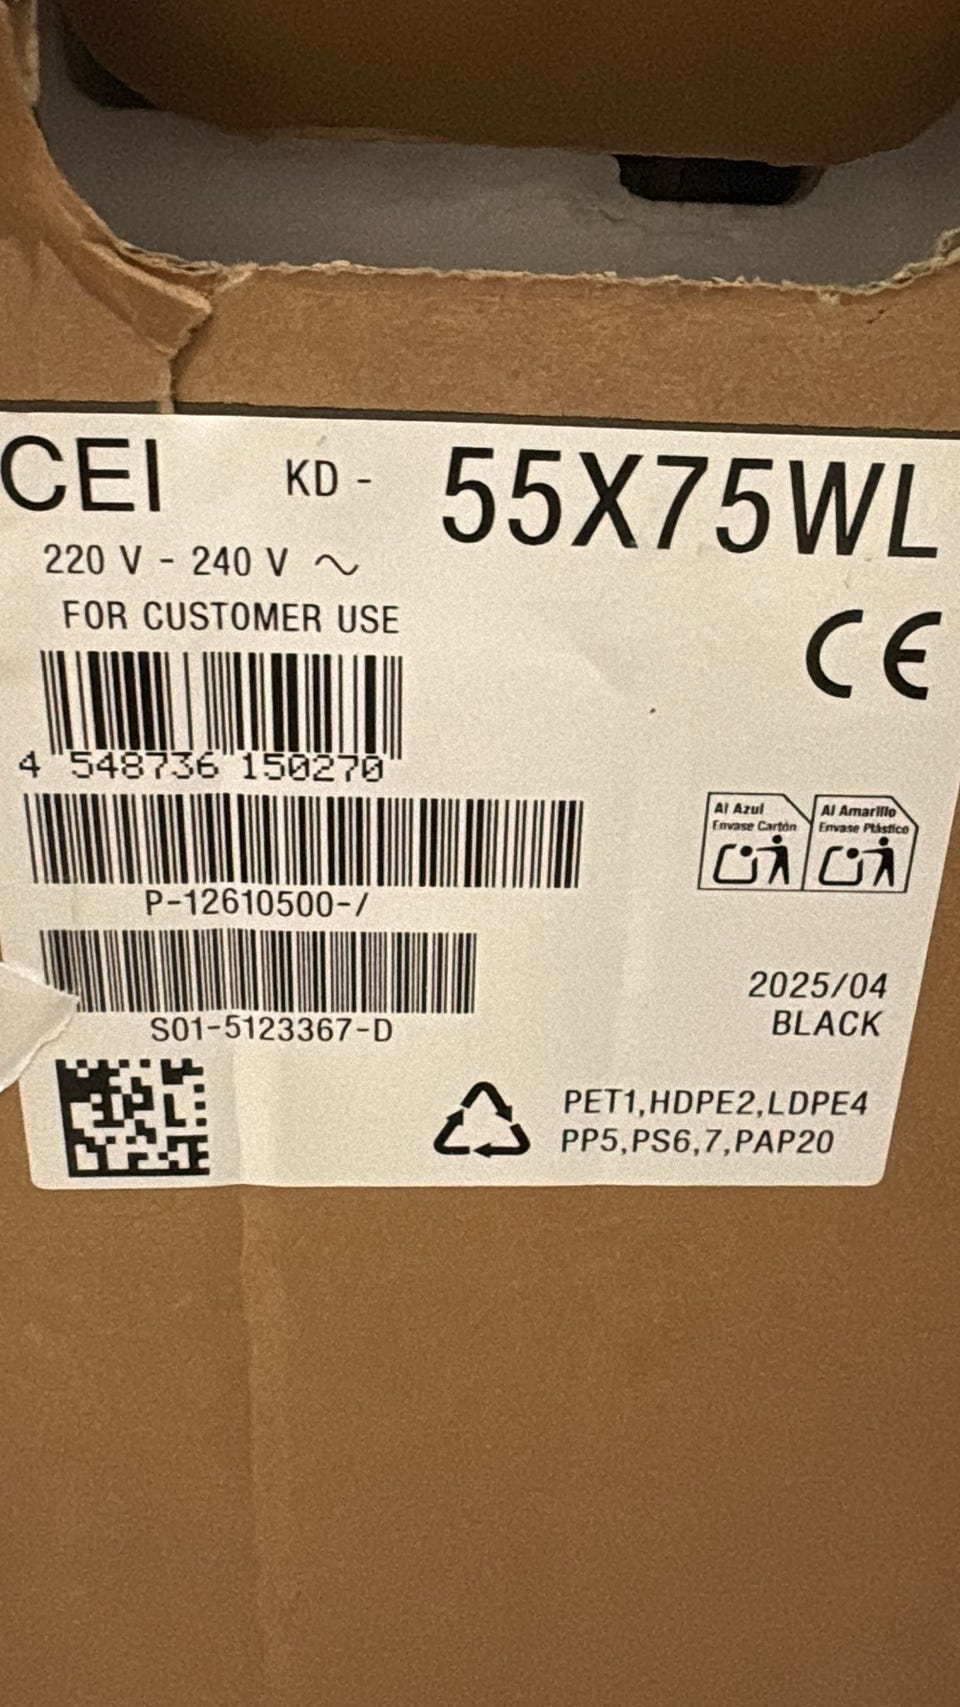 CEI KD - 55X75WL
220 V - 240 V ~
FOR CUSTOMER USE
CE
4 548736 150270
Al Azul
Envase Cartón
Al Amarillo
Envase Plástico
P-12610500-/
S01-5123367-D
2025/04
BLACK
PET1,HDPE2,LDPE4
PP5,PS6,7,PAP20